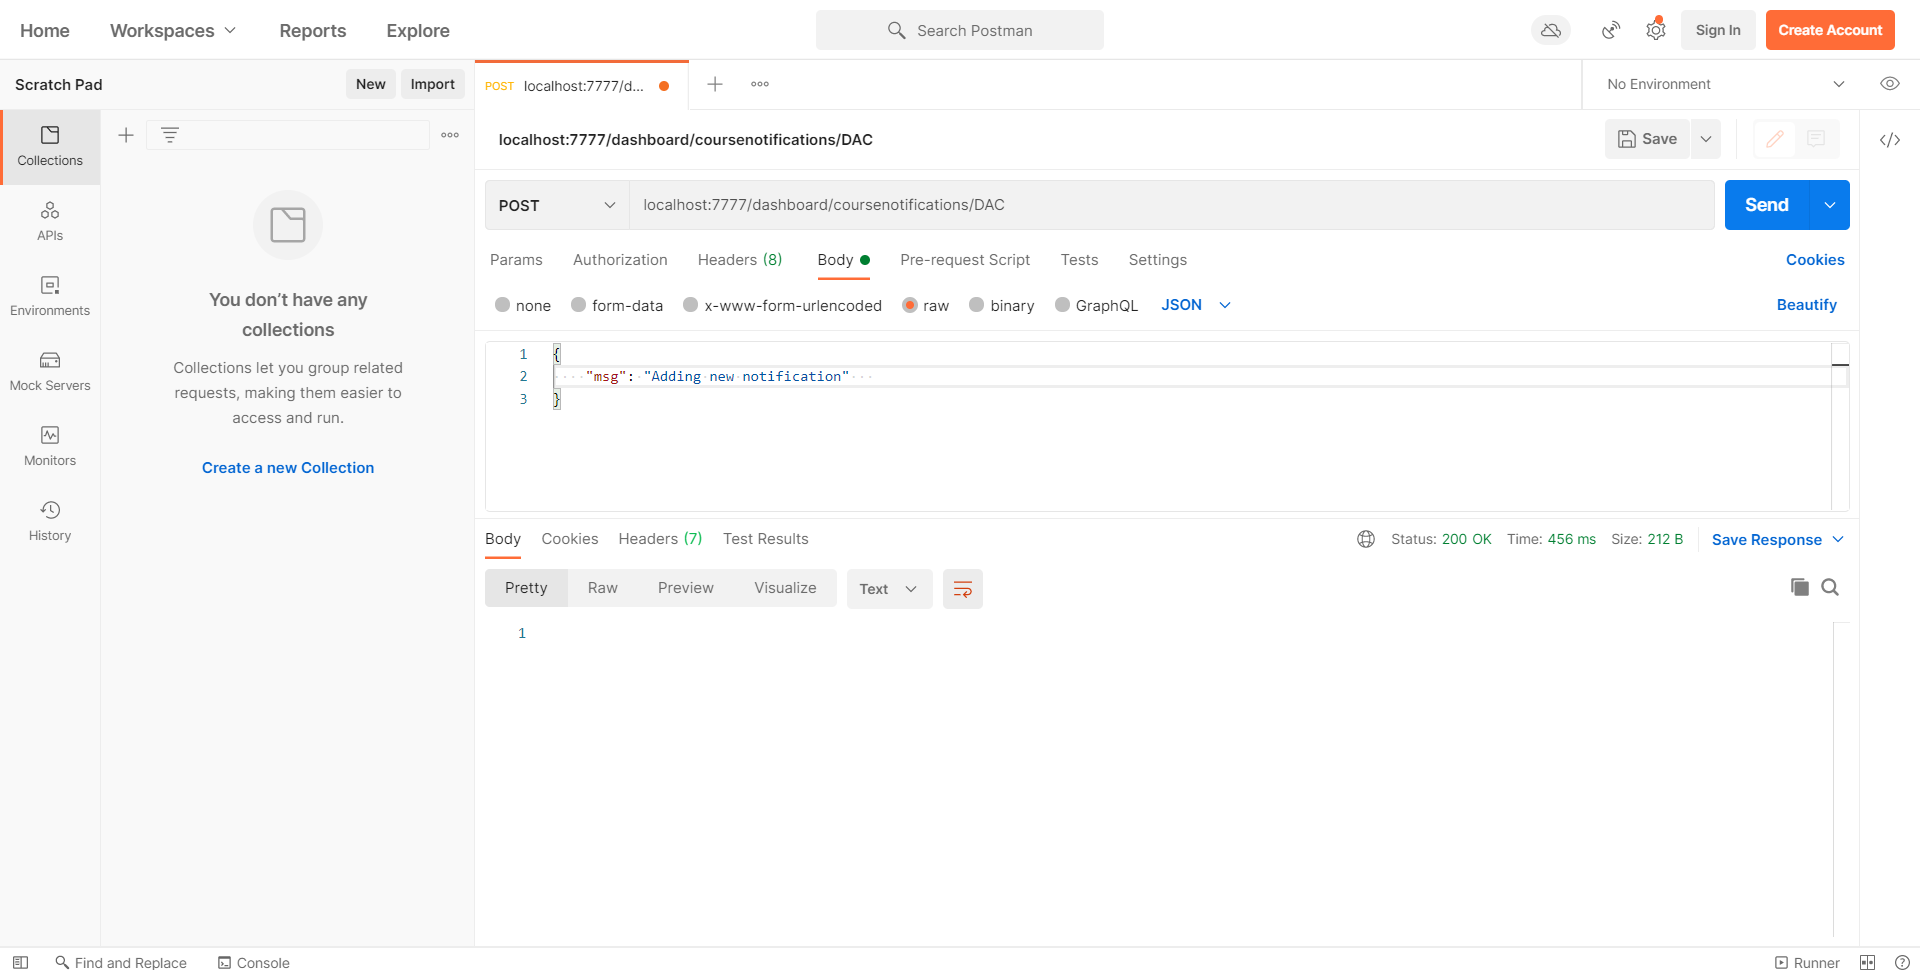 Home Workspaces Reports Explore Search Postman Sign In Create Account
Scratch Pad New Import POST localhost:7777/d... No Environment
localhost:7777/dashboard/coursenotifications/DAC Save
Collections
POST localhost:7777/dashboard/coursenotifications/DAC Send
APIs
Params Authorization Headers (8) Body Pre-request Script Tests Settings Cookies
none form-data x-www-form-urlencoded raw binary GraphQL JSON Beautify
Environments
You don’t have any
collections
Collections let you group related
requests, making them easier to
access and run.
Create a new Collection
Mock Servers
Monitors
History
1 {
2 "msg": "Adding new notification"
3 }
Body Cookies Headers (7) Test Results Status: 200 OK Time: 456 ms Size: 212 B Save Response
Pretty Raw Preview Visualize Text
1
Find and Replace Console Runner